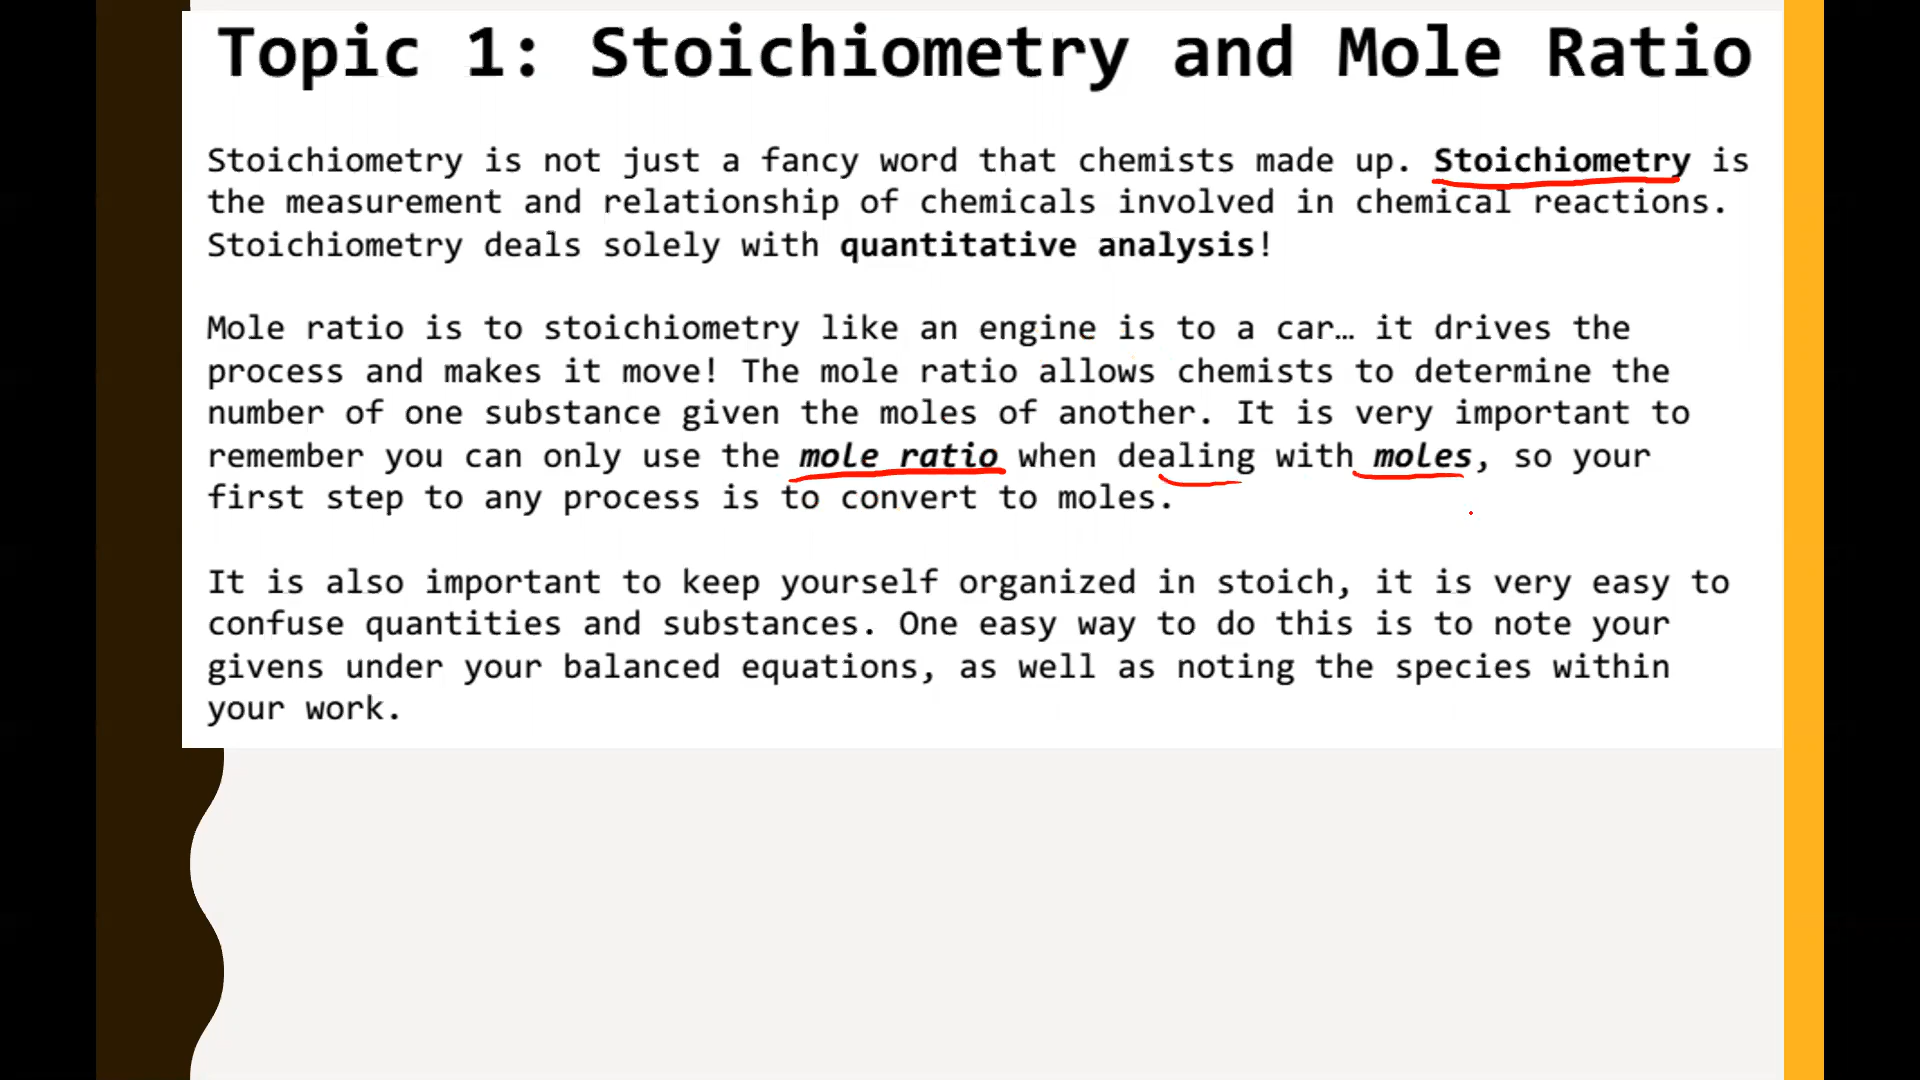 Topic 1: Stoichiometry and Mole Ratio
Stoichiometry is not just a fancy word that chemists made up. Stoichiometry is
the measurement and relationship of chemicals involved in chemical reactions.
Stoichiometry deals solely with quantitative analysis!
Mole ratio is to stoichiometry like an engine is to a car… it drives the
process and makes it move! The mole ratio allows chemists to determine the
number of one substance given the moles of another. It is very important to
remember you can only use the mole ratio when dealing with moles, so your
first step to any process is to convert to moles.
It is also important to keep yourself organized in stoich, it is very easy to
confuse quantities and substances. One easy way to do this is to note your
givens under your balanced equations, as well as noting the species within
your work.